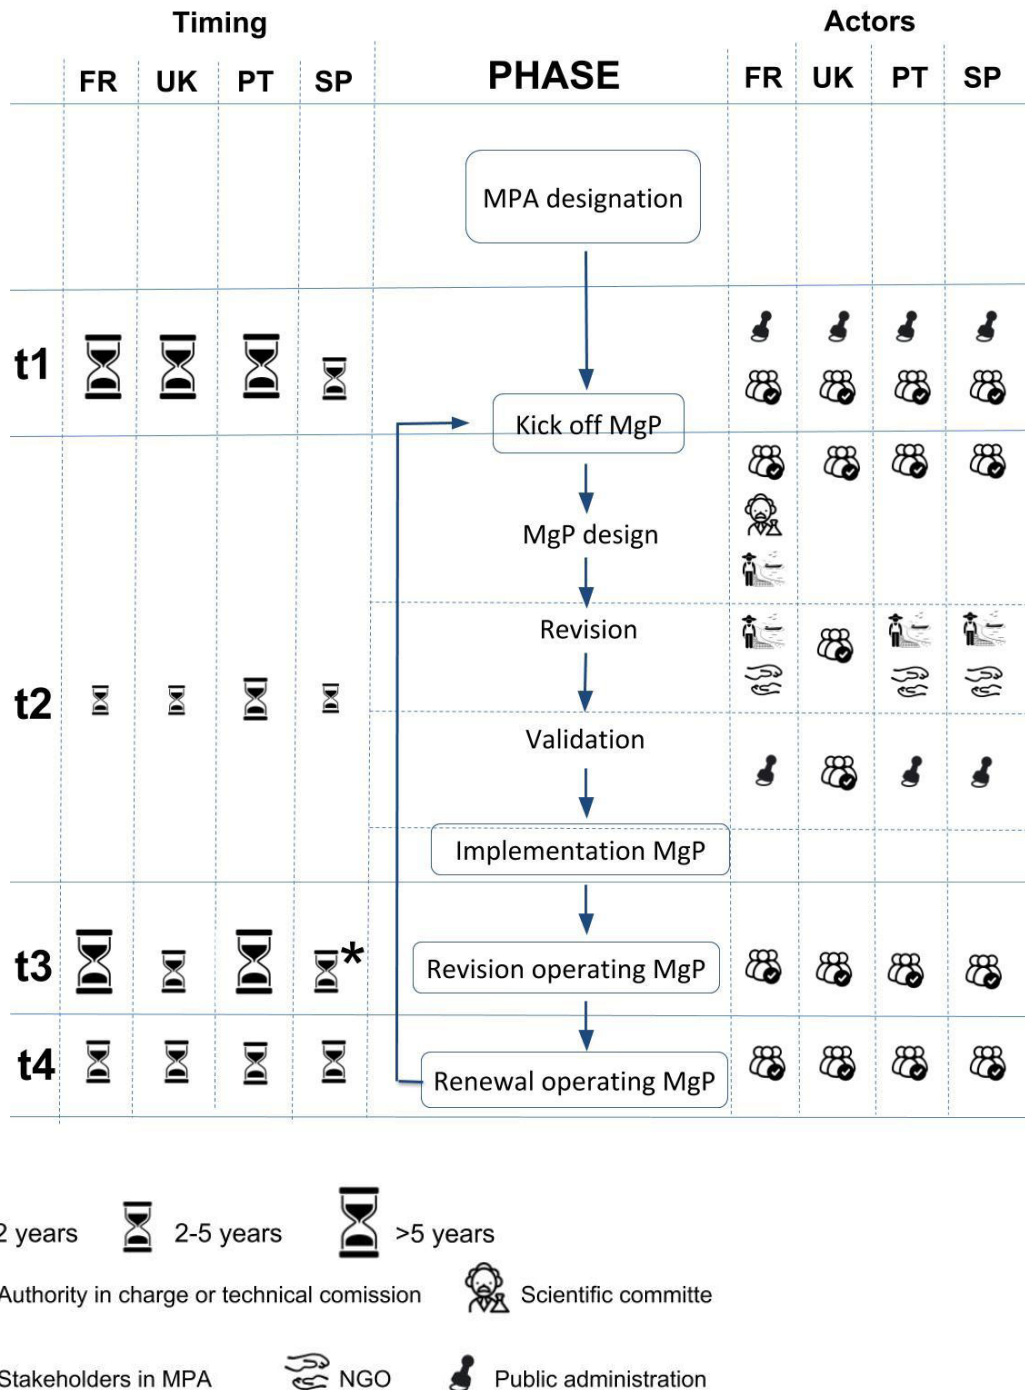 Timing Actors
FR UK PT SP PHASE FR UK PT SP
MPA designation
t1
Kick off MgP
MgP design
Revision
t2
Validation
Implementation MgP
t3 * Revision operating MgP
t4 Renewal operating MgP
2 years 2-5 years >5 years
Authority in charge or technical comission Scientific committe
Stakeholders in MPA NGO Public administration